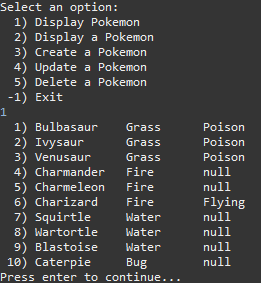 Select an option:
  1) Display Pokemon
  2) Display a Pokemon
  3) Create a Pokemon
  4) Update a Pokemon
  5) Delete a Pokemon
 -1) Exit
1
  1) Bulbasaur    Grass     Poison
  2) Ivysaur      Grass     Poison
  3) Venusaur     Grass     Poison
  4) Charmander   Fire      null
  5) Charmeleon   Fire      null
  6) Charizard    Fire      Flying
  7) Squirtle     Water     null
  8) Wartortle    Water     null
  9) Blastoise    Water     null
 10) Caterpie     Bug       null
Press enter to continue...